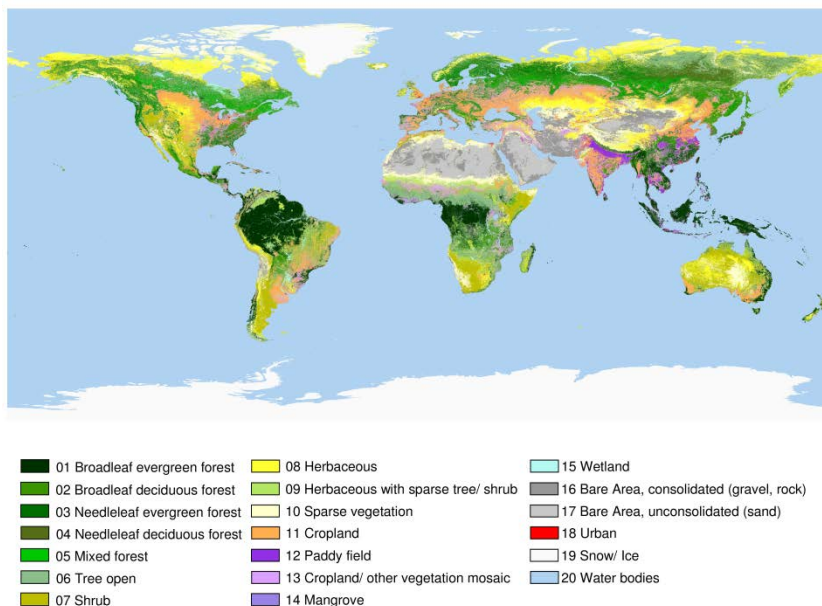 01 Broadleaf evergreen forest
02 Broadleaf deciduous forest
03 Needleleaf evergreen forest
04 Needleleaf deciduous forest
05 Mixed forest
06 Tree open
07 Shrub
08 Herbaceous
09 Herbaceous with sparse tree/ shrub
10 Sparse vegetation
11 Cropland
12 Paddy field
13 Cropland/ other vegetation mosaic
14 Mangrove
15 Wetland
16 Bare Area, consolidated (gravel, rock)
17 Bare Area, unconsolidated (sand)
18 Urban
19 Snow/ Ice
20 Water bodies